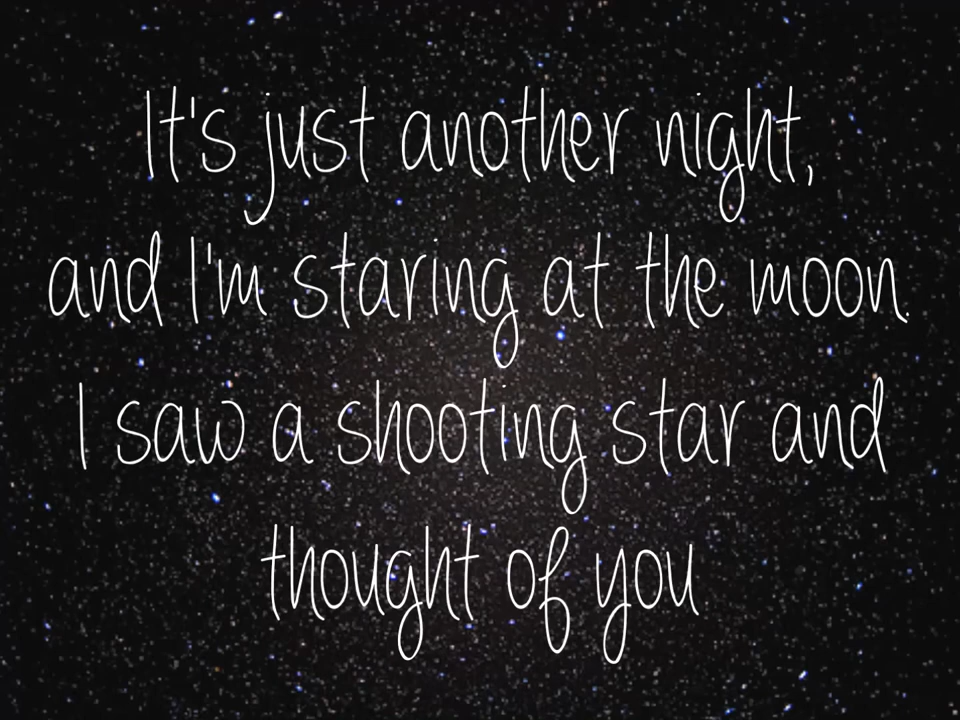 It's just another night,
and I'm staring at the moon.
I saw a shooting star and
thought of you